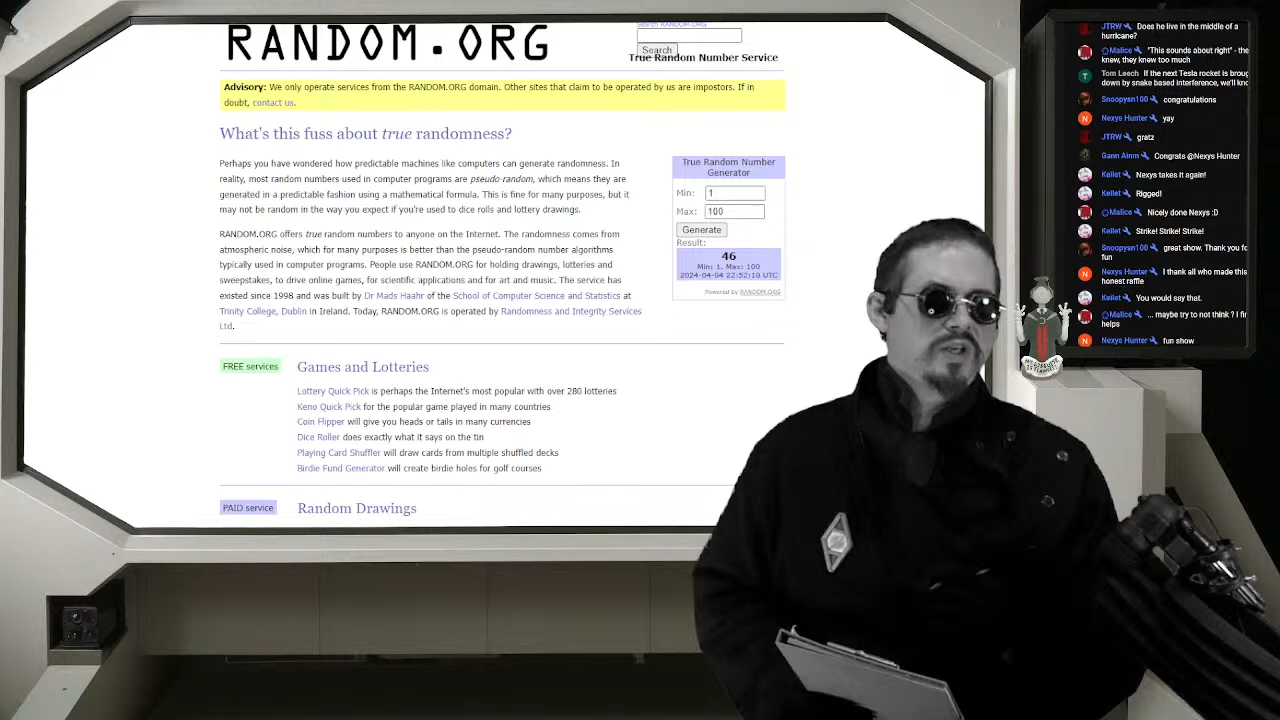 RANDOM.ORG
Search RANDOM.ORG
Search
True Random Number Service
Advisory: We only operate services from the RANDOM.ORG domain. Other sites that claim to be operated by us are impostors. If in
doubt, contact us.
What's this fuss about true randomness?
Perhaps you have wondered how predictable machines like computers can generate randomness. In
reality, most random numbers used in computer programs are pseudo-random, which means they are
generated in a predictable fashion using a mathematical formula. This is fine for many purposes, but it
may not be random in the way you expect if you're used to dice rolls and lottery drawings.
RANDOM.ORG offers true random numbers to anyone on the Internet. The randomness comes from
atmospheric noise, which for many purposes is better than the pseudo-random number algorithms
typically used in computer programs. People use RANDOM.ORG for holding drawings, lotteries and
sweepstakes, to drive online games, for scientific applications and for art and music. The service has
existed since 1998 and was built by Dr Mads Haahr of the School of Computer Science and Statistics at
Trinity College, Dublin in Ireland. Today, RANDOM.ORG is operated by Randomness and Integrity Services
Ltd.
True Random Number
Generator
Min: 1
Max: 100
Generate
Result:
46
Min: 1, Max: 100
2024-04-04 22:52:10 UTC
Powered by RANDOM.ORG
FREE services
Games and Lotteries
Lottery Quick Pick is perhaps the Internet's most popular with over 280 lotteries
Keno Quick Pick for the popular game played in many countries
Coin Flipper will give you heads or tails in many currencies
Dice Roller does exactly what it says on the tin
Playing Card Shuffler will draw cards from multiple shuffled decks
Birdie Fund Generator will create birdie holes for golf courses
PAID service
Random Drawings
JTRW Does he live in the middle of a
hurricane?
Malice "This sounds about right" - the
knew, they knew too much
Tom Leech If the next Tesla rocket is broug
down by snake based interference, we'll kno
Snoopysn100 congratulations
Nexys Hunter yay
JTRW gratz
Gann Aimm Congrats @Nexys Hunter
Kellet Nexys takes it again!
Kellet Rigged!
Malice Nicely done Nexys :D
Kellet Strike! Strike! Strike!
Snoopysn100 great show. Thank you fo
fun
Nexys Hunter I think all who made this
honest raffle
Kellet You would say that.
Malice ... maybe try to not think ? I f
helps
Nexys Hunter fun show
N
N
T
N
N